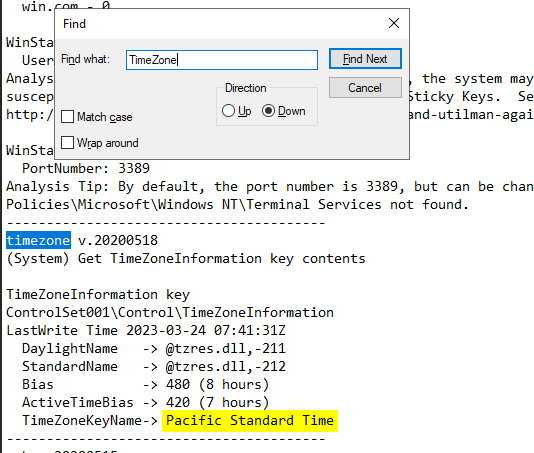 win.com - 0
Find
WinSta
Find what:
TimeZone
Find Next
User
Analys
, the system may
Direction
Cancel
suscep
Sticky Keys. Se
Up
Down
http:/
and-utilman-agai
Match case
Wrap around
WinSta
PortNumber: 3389
Analysis Tip: By default, the port number is 3389, but can be chan
Policies\Microsoft\Windows NT\Terminal Services not found.
----------------------------------------
timezone v.20200518
(System) Get TimeZoneInformation key contents
TimeZoneInformation key
ControlSet001\Control\TimeZoneInformation
LastWrite Time 2023-03-24 07:41:31Z
DaylightName -> @tzres.dll,-211
StandardName -> @tzres.dll,-212
Bias -> 480 (8 hours)
ActiveTimeBias -> 420 (7 hours)
TimeZoneKeyName-> Pacific Standard Time
----------------------------------------